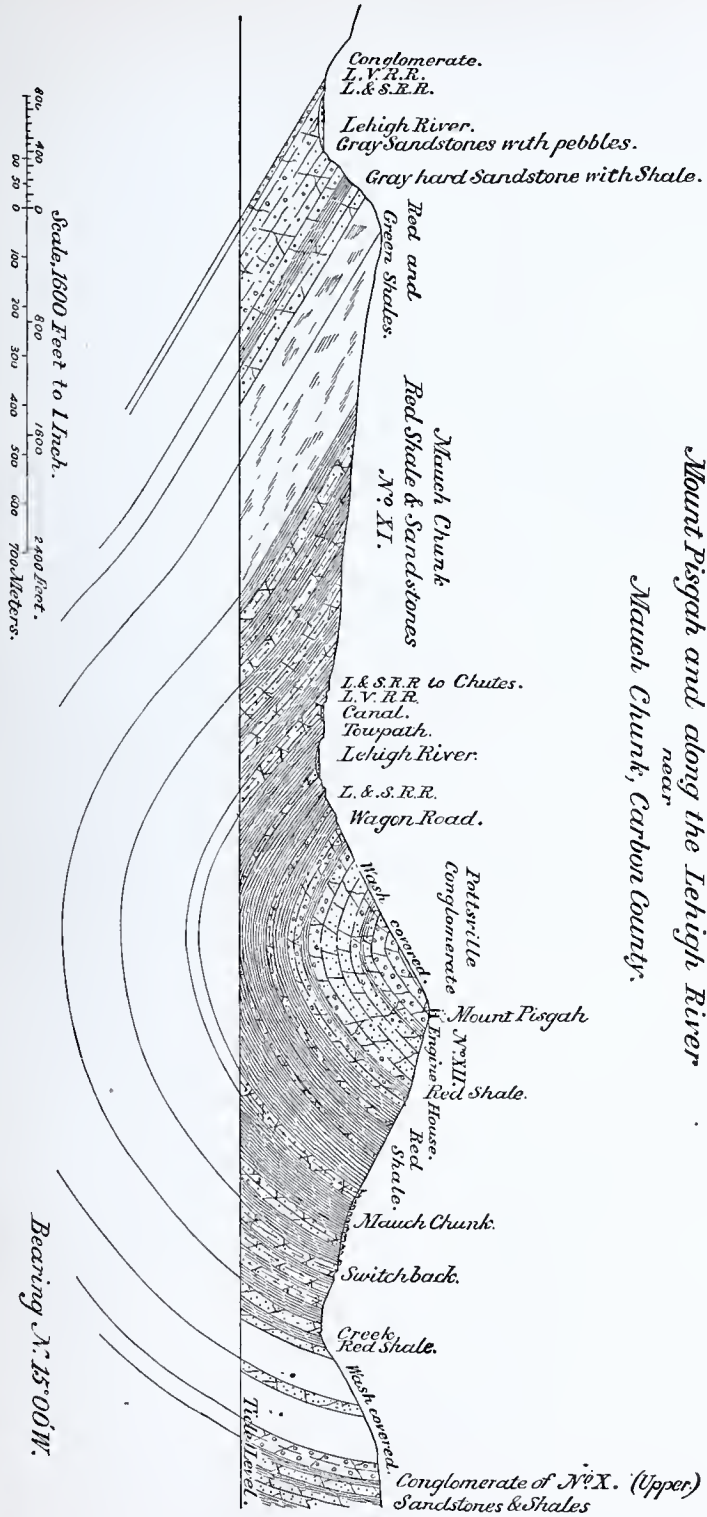 Mount Pisgah and along the Lehigh River
near
Mauch Chunk, Carbon County.
Conglomerate.
L.V.R.R.
L.& S.R.R.
Lehigh River.
Gray Sandstones with pebbles.
Gray hard Sandstone with Shale.
Red and
Green Shales.
Mauch Chunk
Red Shale & Sandstones
No. XI.
L.& S.R.R to Chutes.
L.V.R R.
Canal.
Towpath.
Lehigh River.
L.&.S.R.R.
Wagon Road.
Wash covered.
Pottsville
Conglomerate
No. XII.
Mount Pisgah
Engine House.
Red Shale.
Red
Shale.
Mauch Chunk.
Switchback.
Creek
Red Shale.
Wash covered.
Conglomerate of No. X. (Upper.)
Sandstones & Shales
Tide Level.
Scale, 1600 Feet to 1 Inch.
800 400 0 800 1600 2400 Feet.
100 50 0 100 200 300 400 500 600 700 Meters.
Bearing N. 15°00'W.